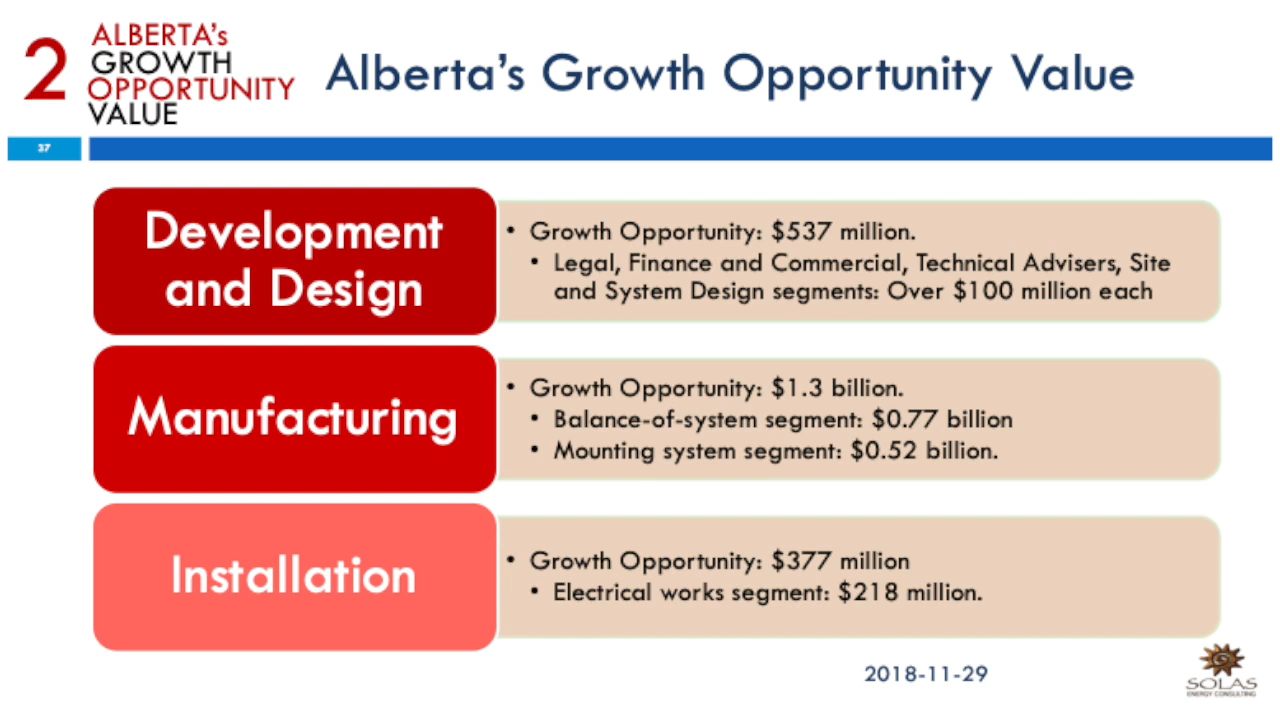 2
ALBERTA's
GROWTH
OPPORTUNITY
VALUE
Alberta's Growth Opportunity Value
37
Development
and Design
• Growth Opportunity: $537 million.
• Legal, Finance and Commercial, Technical Advisers, Site
and System Design segments: Over $100 million each
Manufacturing
• Growth Opportunity: $1.3 billion.
• Balance-of-system segment: $0.77 billion
• Mounting system segment: $0.52 billion.
Installation
• Growth Opportunity: $377 million
• Electrical works segment: $218 million.
2018-11-29
SOLAS
ENERGY CONSULTING